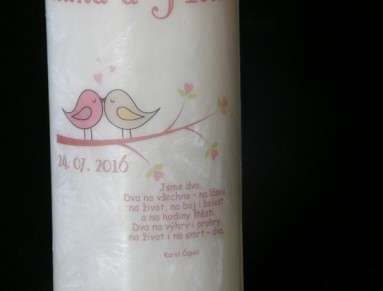 24. 07. 2016
Jsme dva.
Dva na všechno - na lásku,
na život, na boj i bolest,
a na hodiny štěstí.
Dva na výhry i prohry,
na život i na smrt - dva.
Karel Čapek